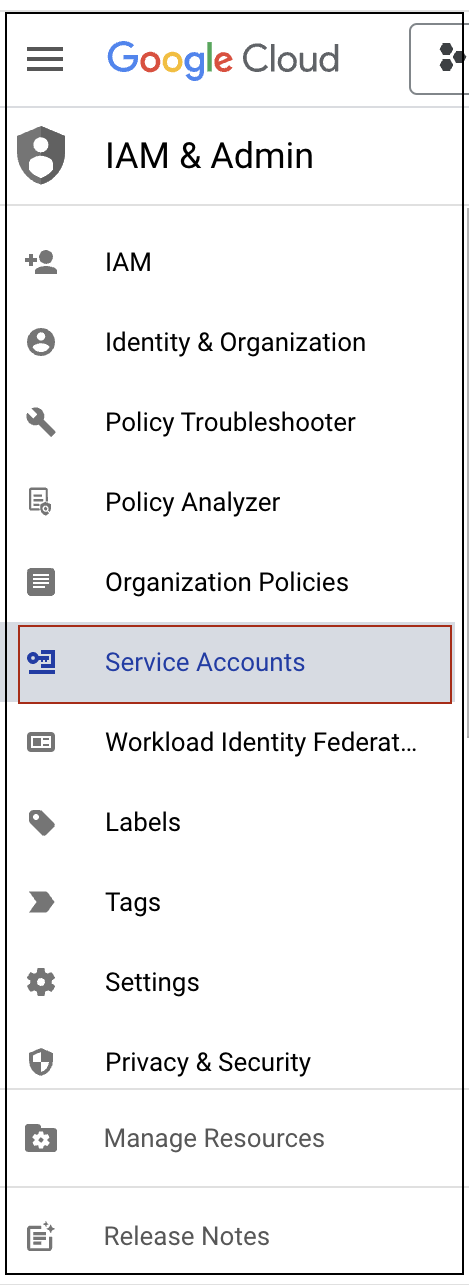 Google Cloud
IAM & Admin
IAM
Identity & Organization
Policy Troubleshooter
Policy Analyzer
Organization Policies
Service Accounts
Workload Identity Federat...
Labels
Tags
Settings
Privacy & Security
Manage Resources
Release Notes